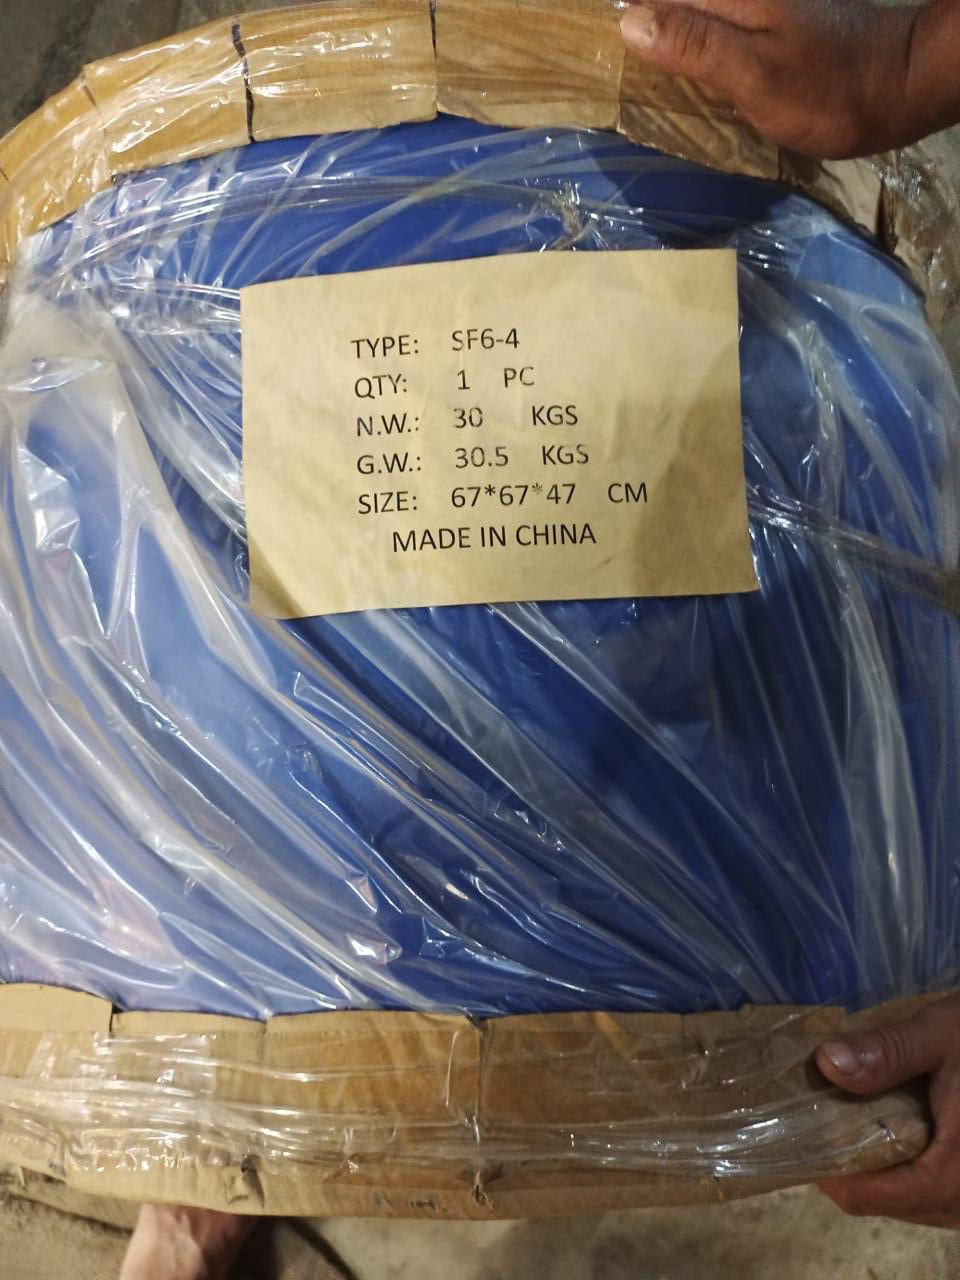 TYPE: SF6-4
QTY: 1 PC
N.W.: 30 KGS
G.W.: 30.5 KGS
SIZE: 67*67*47 CM
MADE IN CHINA